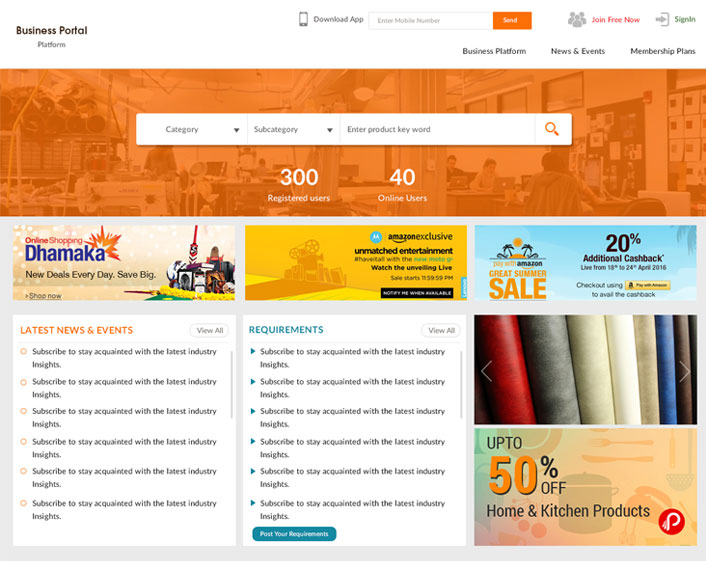 Business Portal
Platform
Download App
Enter Mobile Number
Send
Join Free Now
SignIn
Business Platform
News & Events
Membership Plans
Category
Subcategory
Enter product key word
300
Registered users
40
Online Users
Online Shopping
Dhamaka
New Deals Every Day. Save Big.
>Shop now
amazonexclusive
unmatched entertainment
#haveitall with the new moto g
Watch the unveiling Live
Sale starts 11:59:59 PM
NOTIFY ME WHEN AVAILABLE
pay with amazon
GREAT SUMMER
SALE
20%
Additional Cashback*
Live from 18th to 24th April 2016
Checkout using Pay with Amazon
to avail the cashback
LATEST NEWS & EVENTS
View All
Subscribe to stay acquainted with the latest industry
Insights.
Subscribe to stay acquainted with the latest industry
Insights.
Subscribe to stay acquainted with the latest industry
Insights.
Subscribe to stay acquainted with the latest industry
Insights.
Subscribe to stay acquainted with the latest industry
Insights.
Subscribe to stay acquainted with the latest industry
Insights.
REQUIREMENTS
View All
Subscribe to stay acquainted with the latest industry
Insights.
Subscribe to stay acquainted with the latest industry
Insights.
Subscribe to stay acquainted with the latest industry
Insights.
Subscribe to stay acquainted with the latest industry
Insights.
Subscribe to stay acquainted with the latest industry
Insights.
Subscribe to stay acquainted with the latest industry
Insights.
Post Your Requirements
UPTO
50%
OFF
Home & Kitchen Products